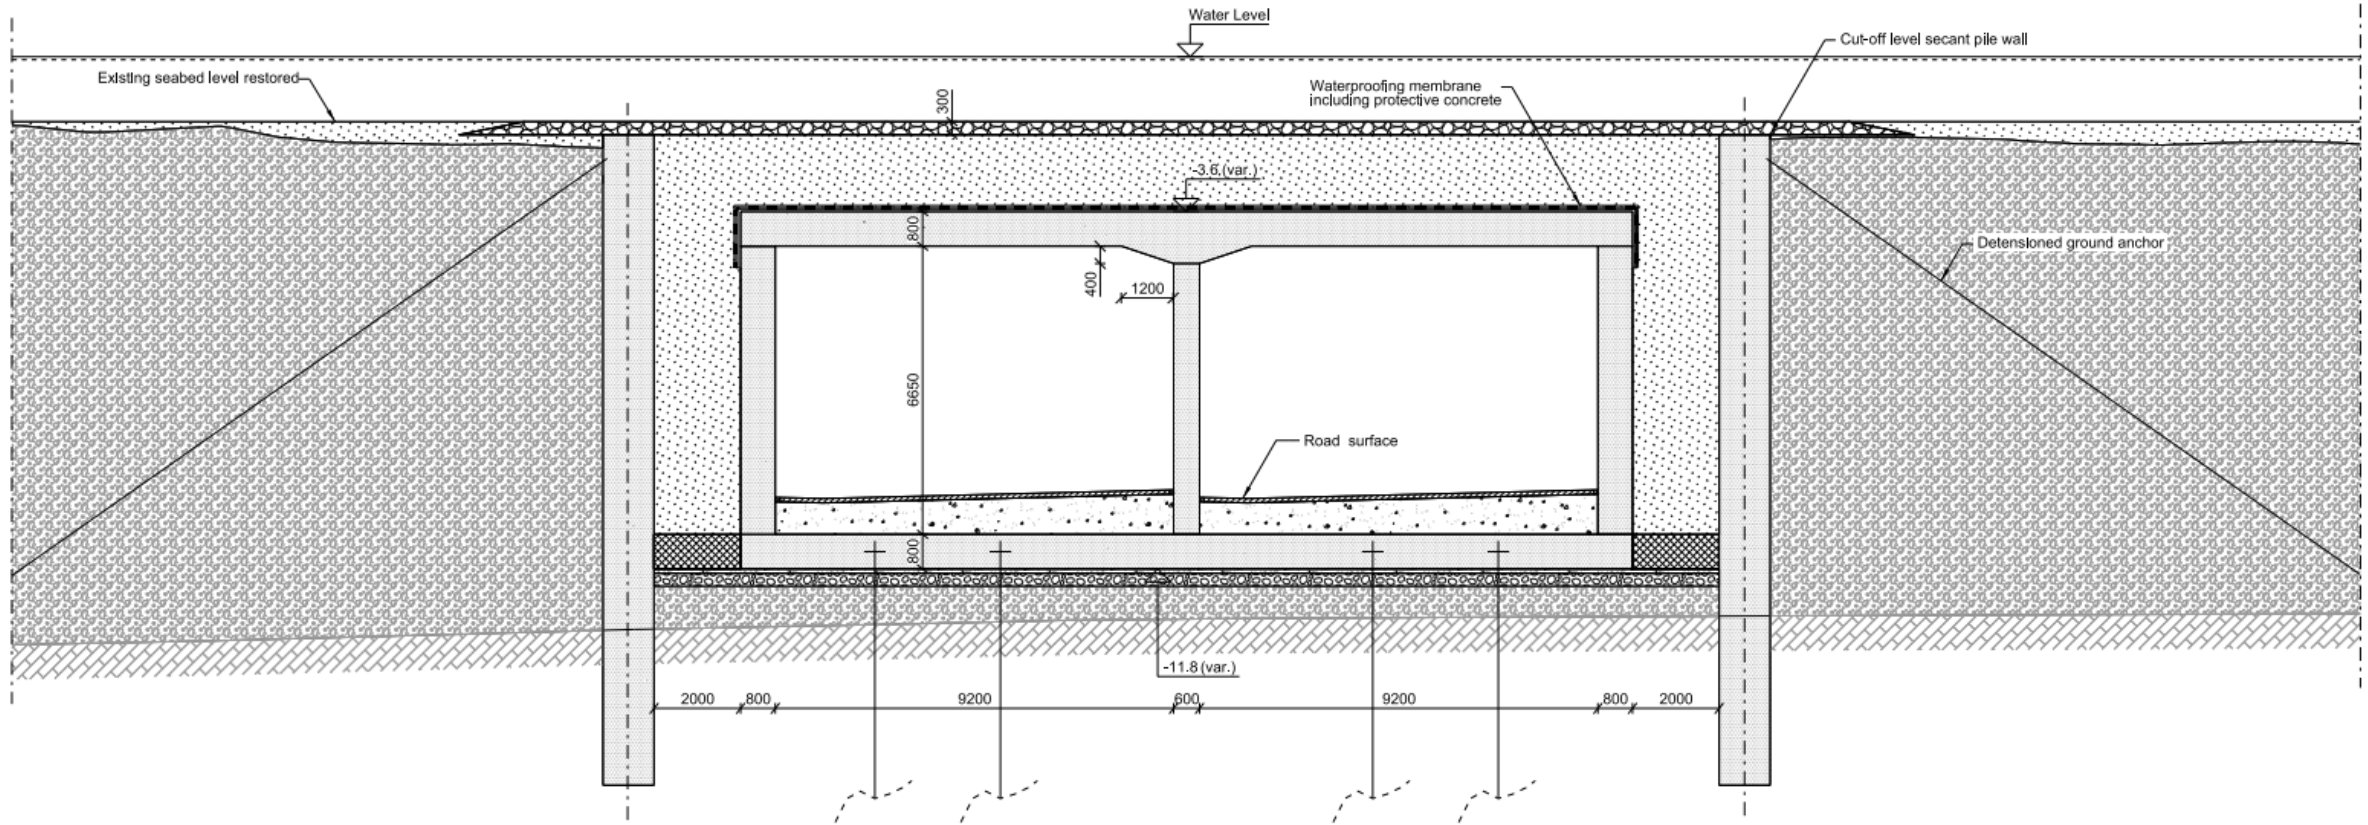 Water Level
Cut-off level secant pile wall
Existing seabed level restored
Waterproofing membrane
including protective concrete
300
-3.6.(var.)
800
Detensioned ground anchor
400
1200
6650
Road surface
800
-11.8 (var.)
2000
800
9200
600
9200
800
2000